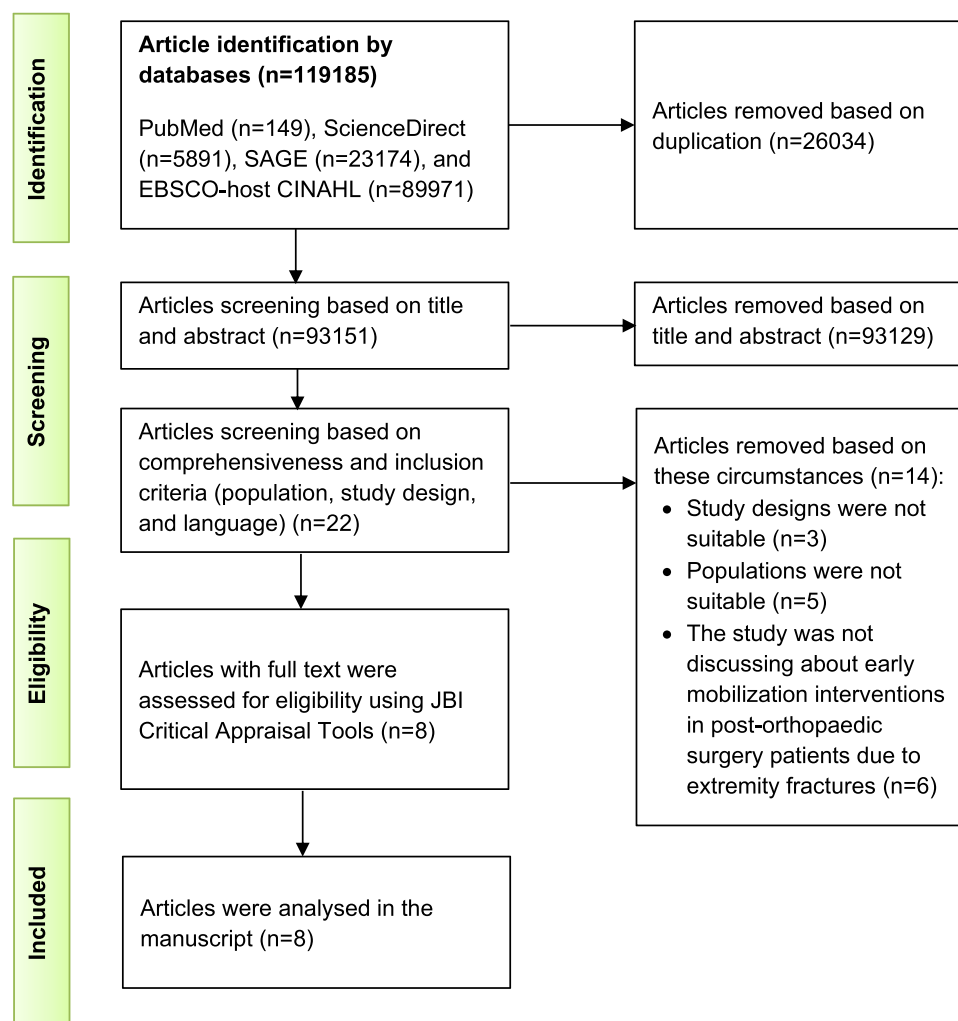 Identification
Article identification by
databases (n=119185)
PubMed (n=149), ScienceDirect
(n=5891), SAGE (n=23174), and
EBSCO-host CINAHL (n=89971)
Articles removed based on
duplication (n=26034)
Screening
Articles screening based on title
and abstract (n=93151)
Articles removed based on
title and abstract (n=93129)
Articles screening based on
comprehensiveness and inclusion
criteria (population, study design,
and language) (n=22)
Articles removed based on
these circumstances (n=14):
• Study designs were not
suitable (n=3)
• Populations were not
suitable (n=5)
• The study was not
discussing about early
mobilization interventions
in post-orthopaedic
surgery patients due to
extremity fractures (n=6)
Eligibility
Articles with full text were
assessed for eligibility using JBI
Critical Appraisal Tools (n=8)
Included
Articles were analysed in the
manuscript (n=8)